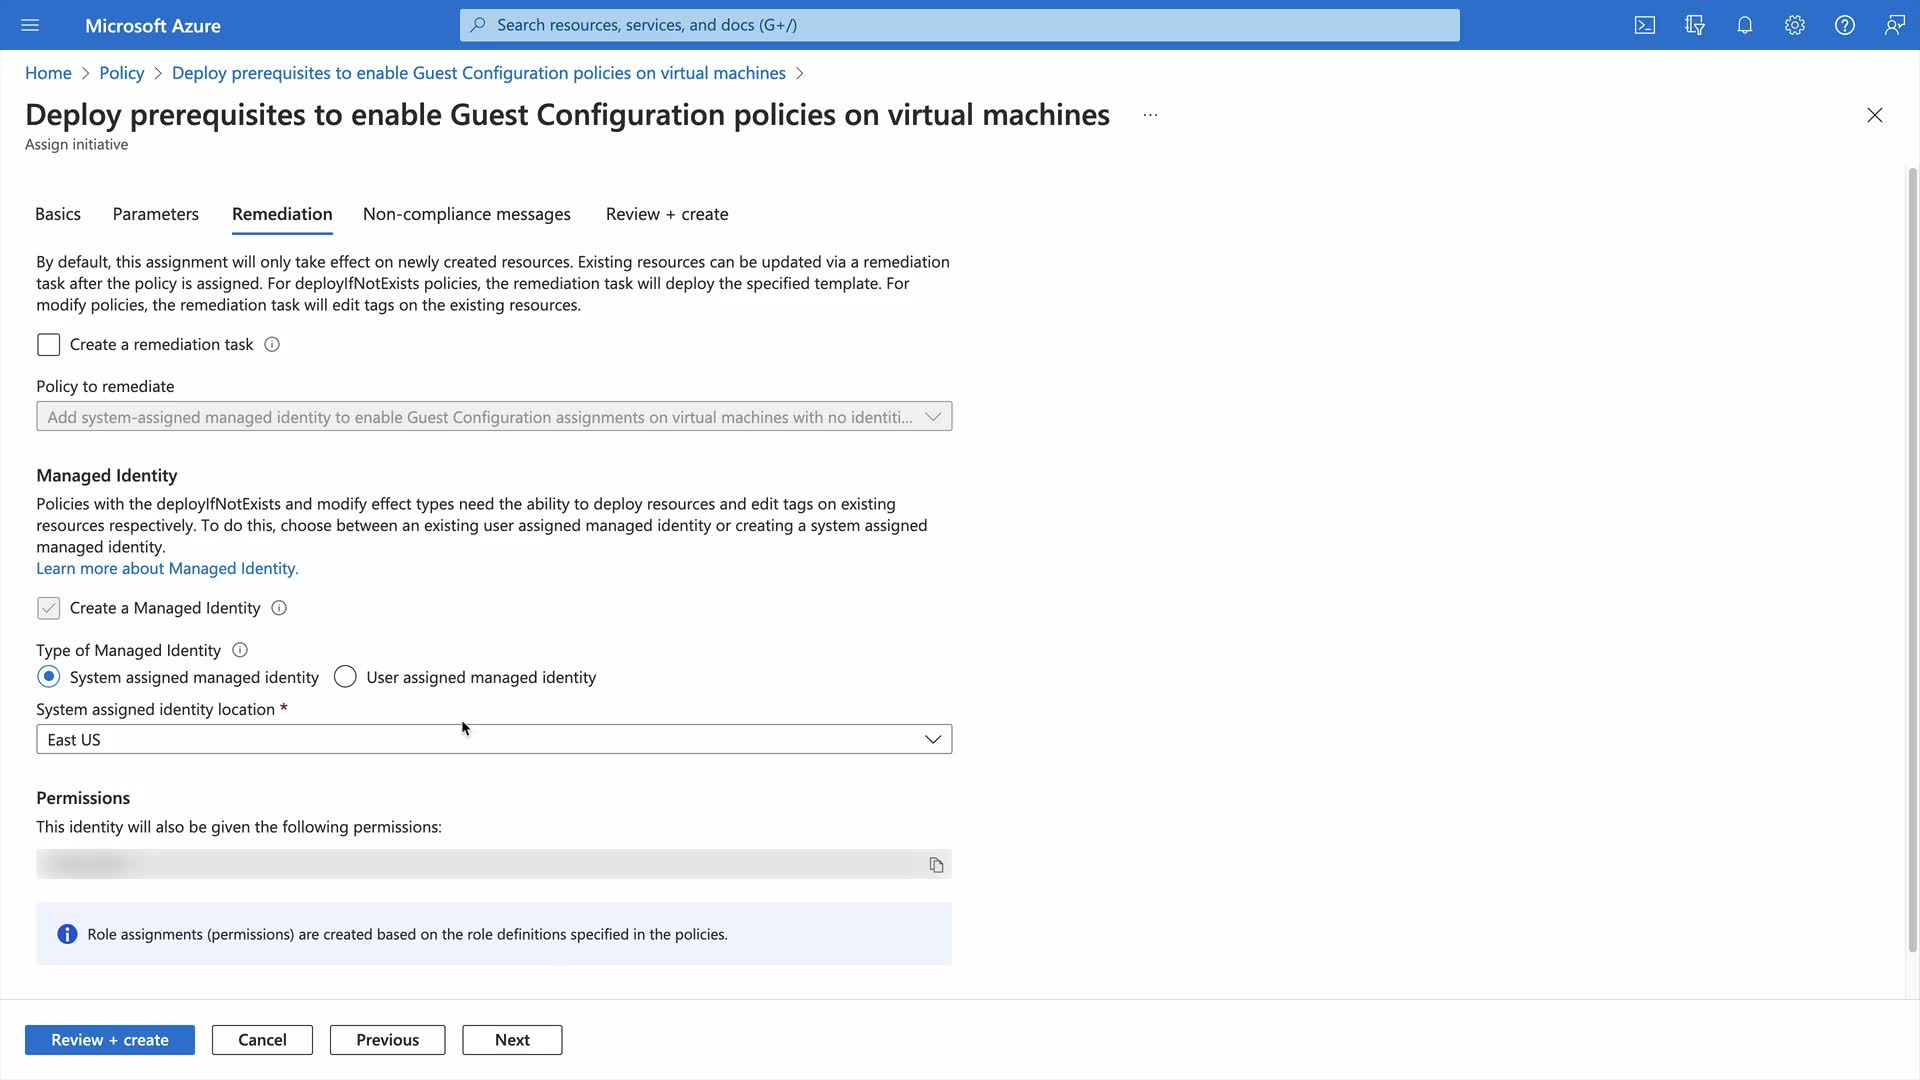 Microsoft Azure
Search resources, services, and docs (G+/)
Home > Policy > Deploy prerequisites to enable Guest Configuration policies on virtual machines >
Deploy prerequisites to enable Guest Configuration policies on virtual machines ...
Assign initiative
Basics Parameters Remediation Non-compliance messages Review + create
By default, this assignment will only take effect on newly created resources. Existing resources can be updated via a remediation
task after the policy is assigned. For deployIfNotExists policies, the remediation task will deploy the specified template. For
modify policies, the remediation task will edit tags on the existing resources.
Create a remediation task
Policy to remediate
Add system-assigned managed identity to enable Guest Configuration assignments on virtual machines with no identiti...
Managed Identity
Policies with the deployIfNotExists and modify effect types need the ability to deploy resources and edit tags on existing
resources respectively. To do this, choose between an existing user assigned managed identity or creating a system assigned
managed identity.
Learn more about Managed Identity.
Create a Managed Identity
Type of Managed Identity
System assigned managed identity User assigned managed identity
System assigned identity location *
East US
Permissions
This identity will also be given the following permissions:
Role assignments (permissions) are created based on the role definitions specified in the policies.
Review + create Cancel Previous Next